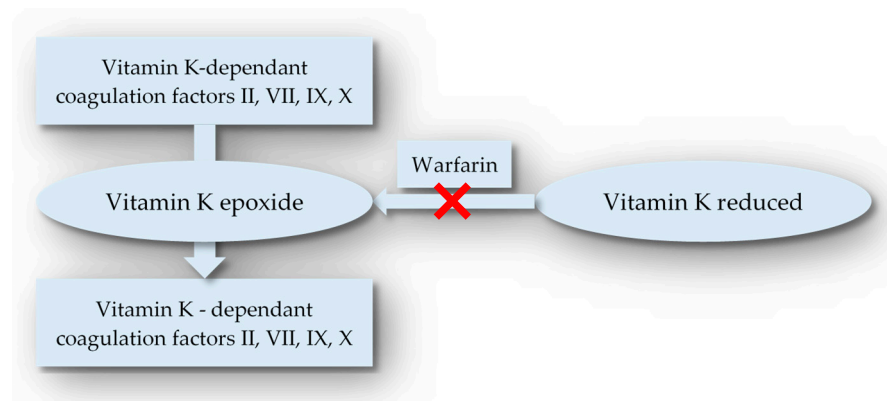 Vitamin K-dependant
coagulation factors II, VII, IX, X
Warfarin
Vitamin K epoxide
Vitamin K reduced
Vitamin K - dependant
coagulation factors II, VII, IX, X